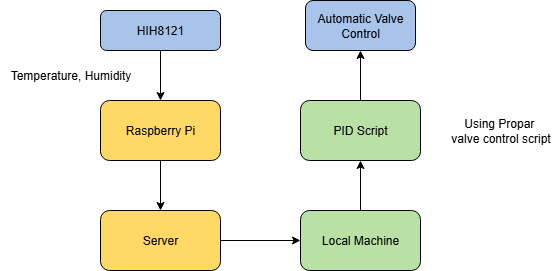 HIH8121
Automatic Valve
Control
Temperature, Humidity
Raspberry Pi
PID Script
Using Propar
valve control script
Server
Local Machine